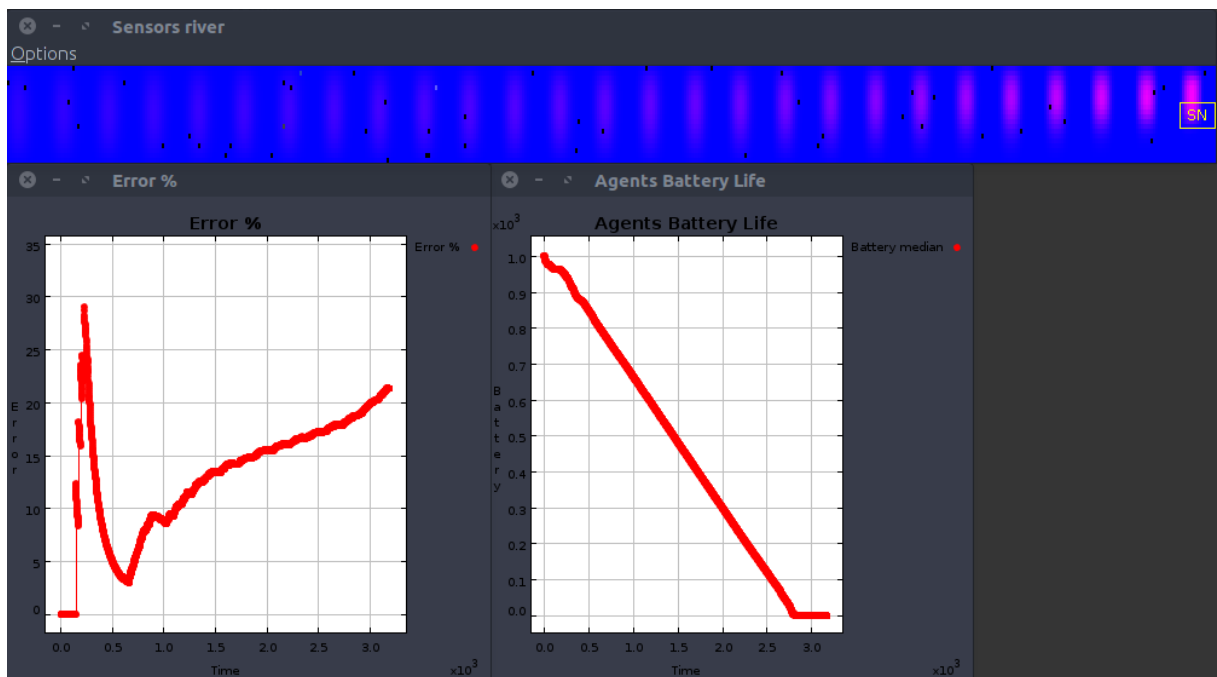 Sensors river
Options
SN
Error %
Error %
Error %
35
30
25
20
15
10
5
0
Error
0.0 0.5 1.0 1.5 2.0 2.5 3.0
Time
x10³
Agents Battery Life
x10³
Agents Battery Life
Battery median
1.0
0.9
0.8
0.7
0.6
0.5
0.4
0.3
0.2
0.1
0.0
Battery
0.0 0.5 1.0 1.5 2.0 2.5 3.0
Time
x10³